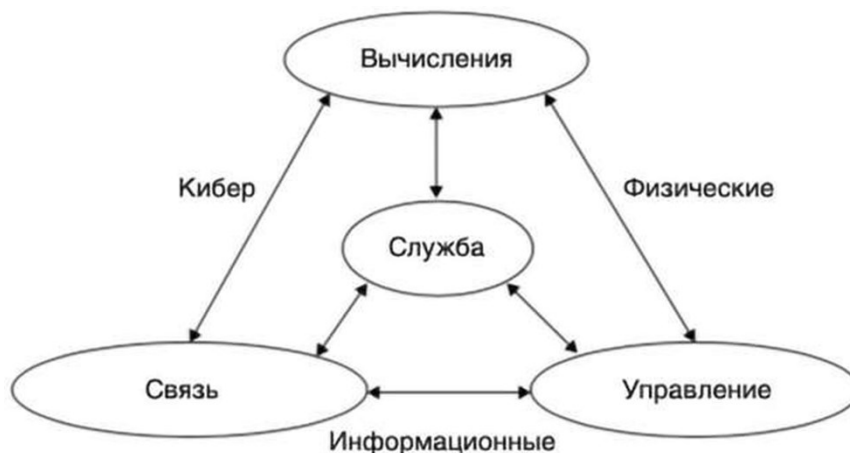 Вычисления
Кибер
Физические
Служба
Связь
Управление
Информационные